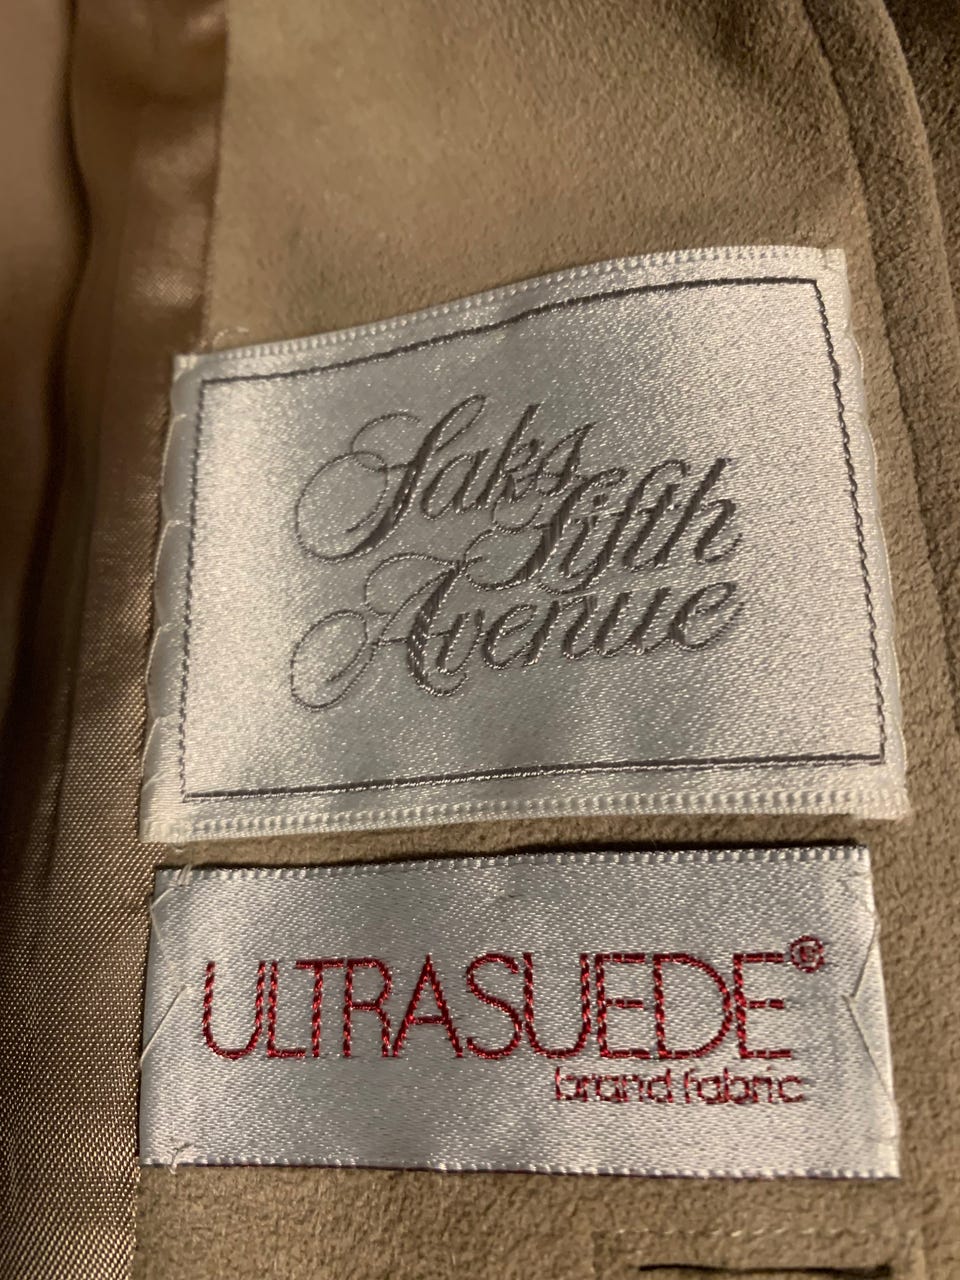 Saks
Fifth
Avenue
ULTRASUEDE®
brand fabric